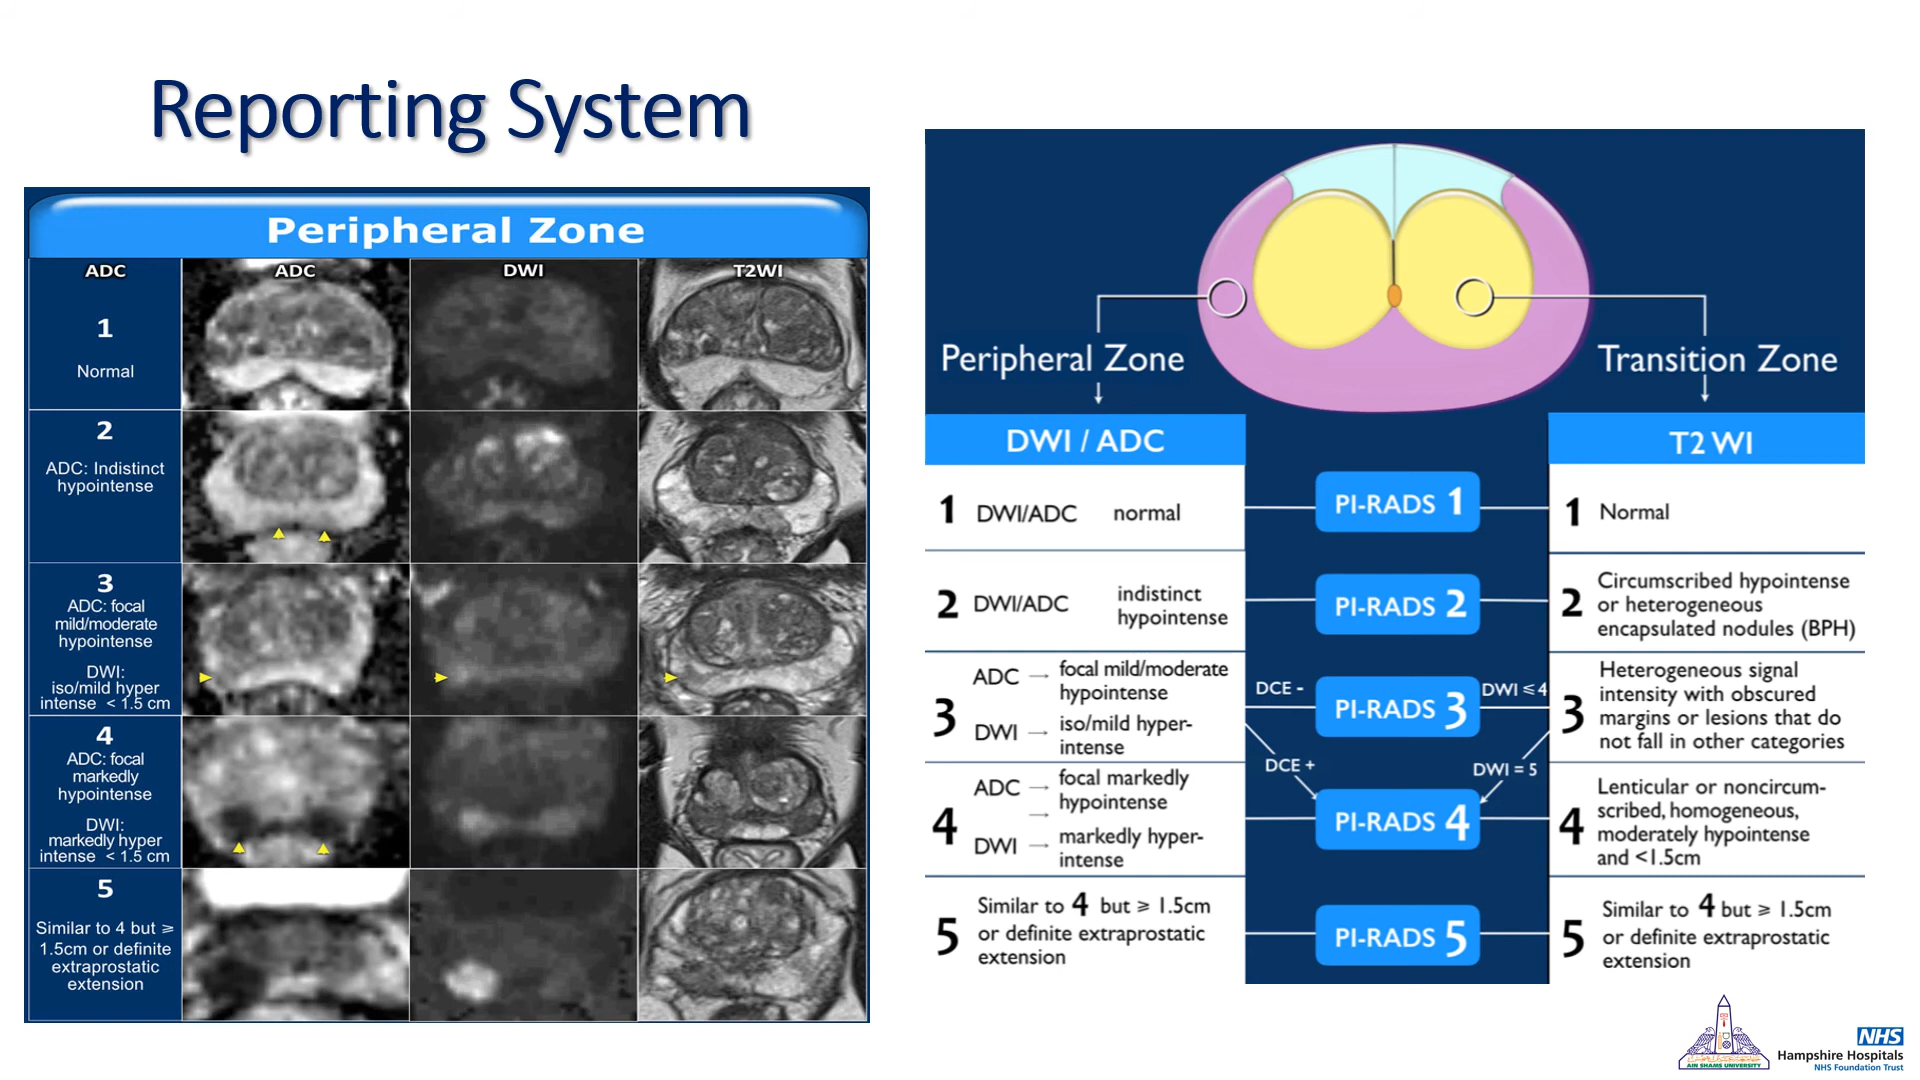 Reporting System
Peripheral Zone
ADC
ADC
DWI
T2WI
1
Normal
2
ADC: Indistinct
hypointense
3
ADC: focal
mild/moderate
hypointense
DWI:
iso/mild hyper
intense < 1.5 cm
4
ADC: focal
markedly
hypointense
DWI:
markedly hyper
intense < 1.5 cm
5
Similar to 4 but ⩾
1.5cm or definite
extraprostatic
extension
Peripheral Zone
Transition Zone
DWI / ADC
T2 WI
1 DWI/ADC normal
PI-RADS 1
1 Normal
2 DWI/ADC indistinct
hypointense
PI-RADS 2
2 Circumscribed hypointense
or heterogeneous
encapsulated nodules (BPH)
3 ADC → focal mild/moderate
hypointense
DWI → iso/mild hyper-
intense
DCE -
PI-RADS 3
DWI ⩽ 4
DCE +
DWI = 5
3 Heterogeneous signal
intensity with obscured
margins or lesions that do
not fall in other categories
4 ADC → focal markedly
hypointense
→
DWI → markedly hyper-
intense
PI-RADS 4
4 Lenticular or noncircum-
scribed, homogeneous,
moderately hypointense
and <1.5cm
5 Similar to 4 but ⩾ 1.5cm
or definite extraprostatic
extension
PI-RADS 5
5 Similar to 4 but ⩾ 1.5cm
or definite extraprostatic
extension
AIN SHAMS UNIVERSITY
NHS
Hampshire Hospitals
NHS Foundation Trust